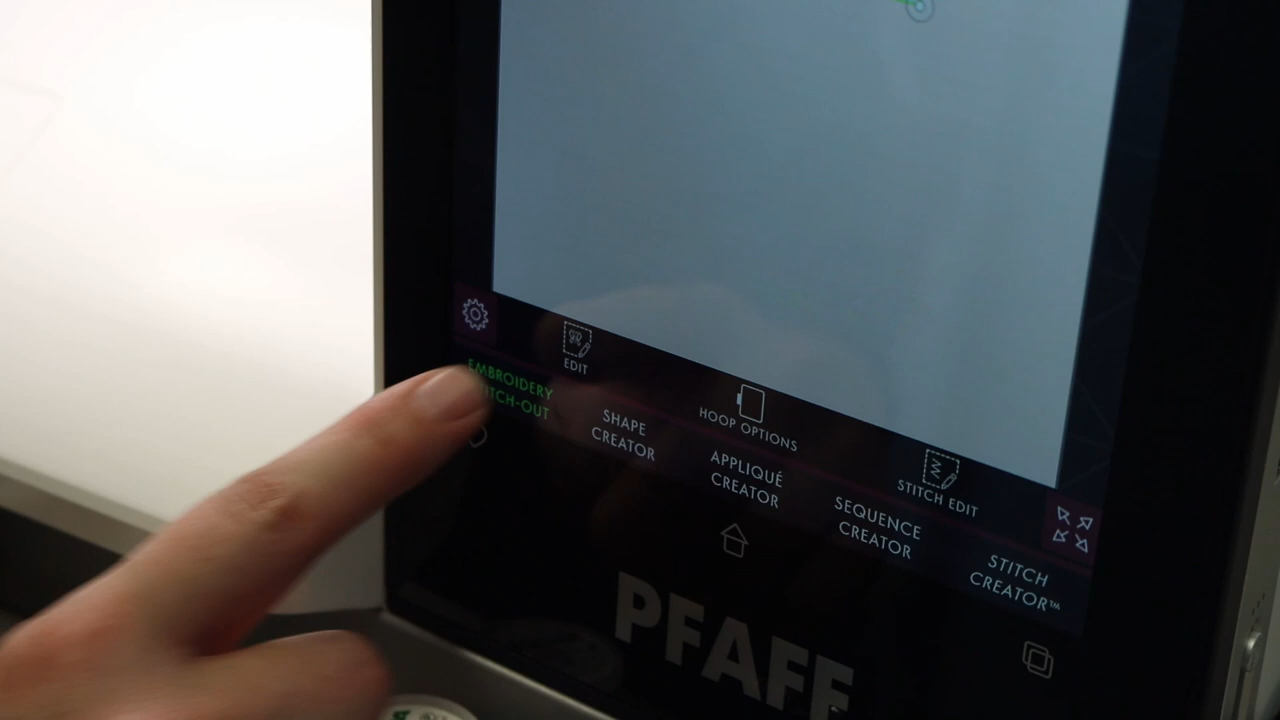 EDIT
HOOP OPTIONS
STITCH EDIT
EMBROIDERY
SHAPE
CREATOR
APPLIQUÉ
CREATOR
SEQUENCE
CREATOR
STITCH
CREATOR™
PFAFF